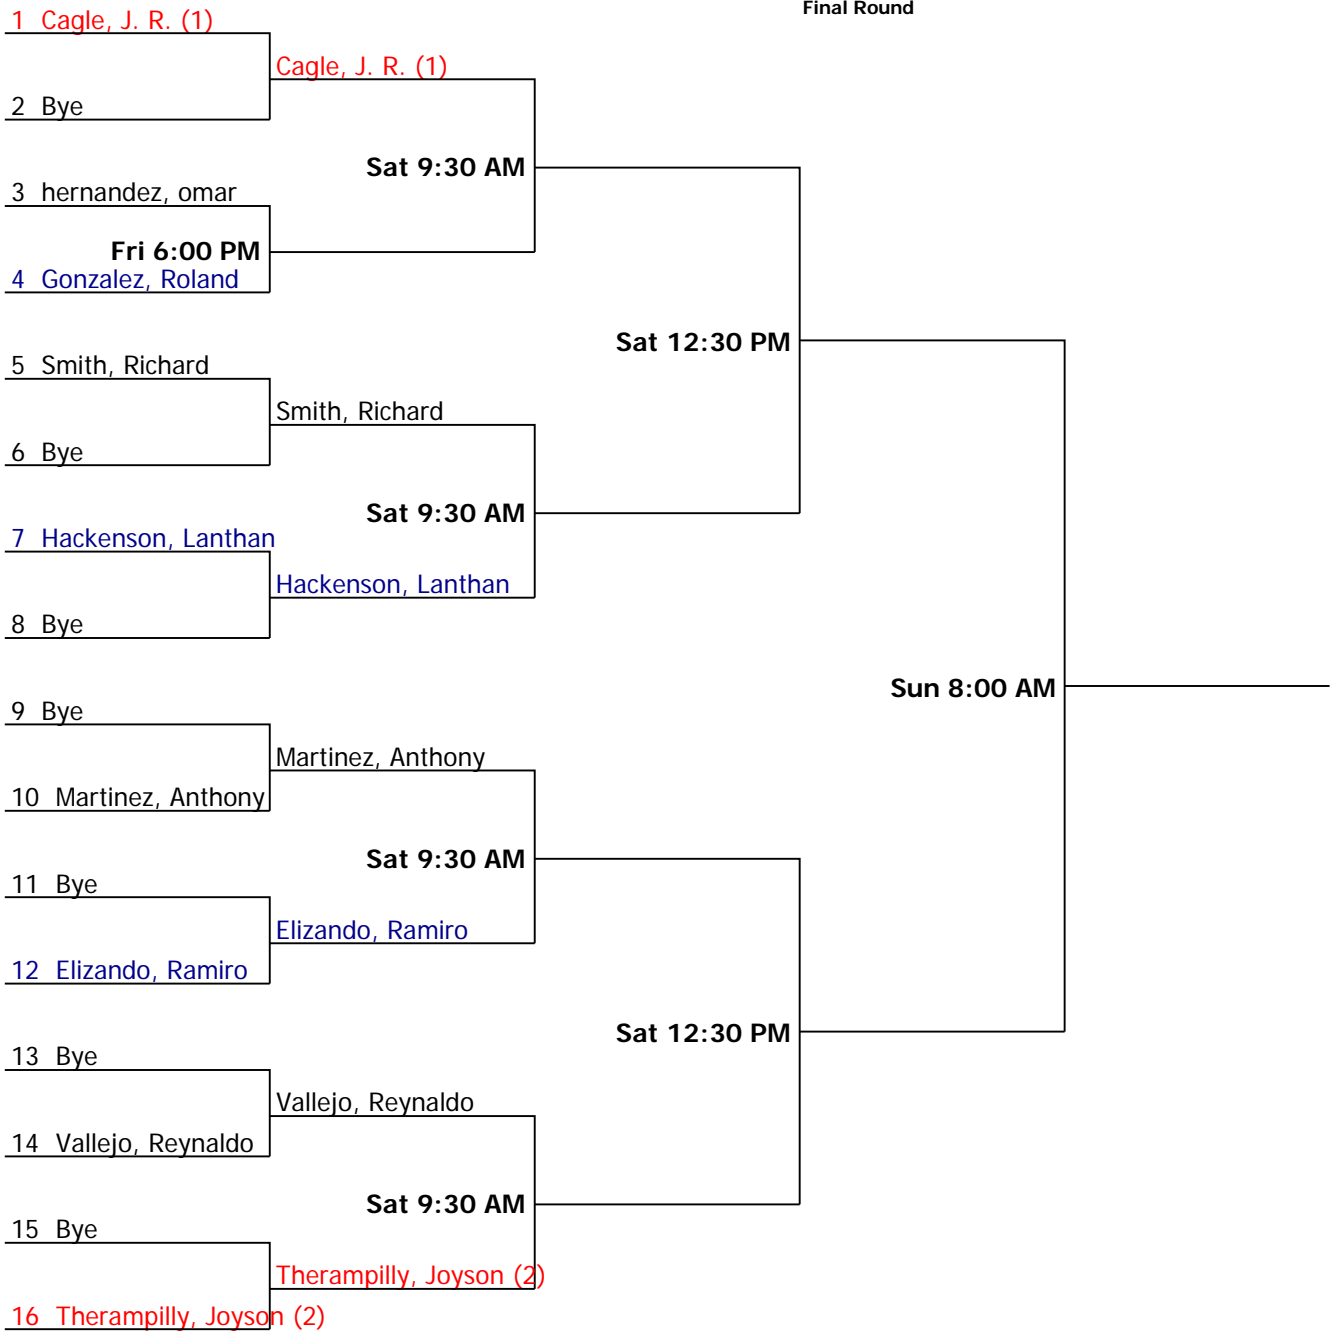 Final Round
1 Cagle, J. R. (1)
Cagle, J. R. (1)
2 Bye
Sat 9:30 AM
3 hernandez, omar
Fri 6:00 PM
4 Gonzalez, Roland
Sat 12:30 PM
5 Smith, Richard
Smith, Richard
6 Bye
Sat 9:30 AM
7 Hackenson, Lanthan
Hackenson, Lanthan
8 Bye
Sun 8:00 AM
9 Bye
Martinez, Anthony
10 Martinez, Anthony
Sat 9:30 AM
11 Bye
Elizando, Ramiro
12 Elizando, Ramiro
Sat 12:30 PM
13 Bye
Vallejo, Reynaldo
14 Vallejo, Reynaldo
Sat 9:30 AM
15 Bye
Therampilly, Joyson (2)
16 Therampilly, Joyson (2)